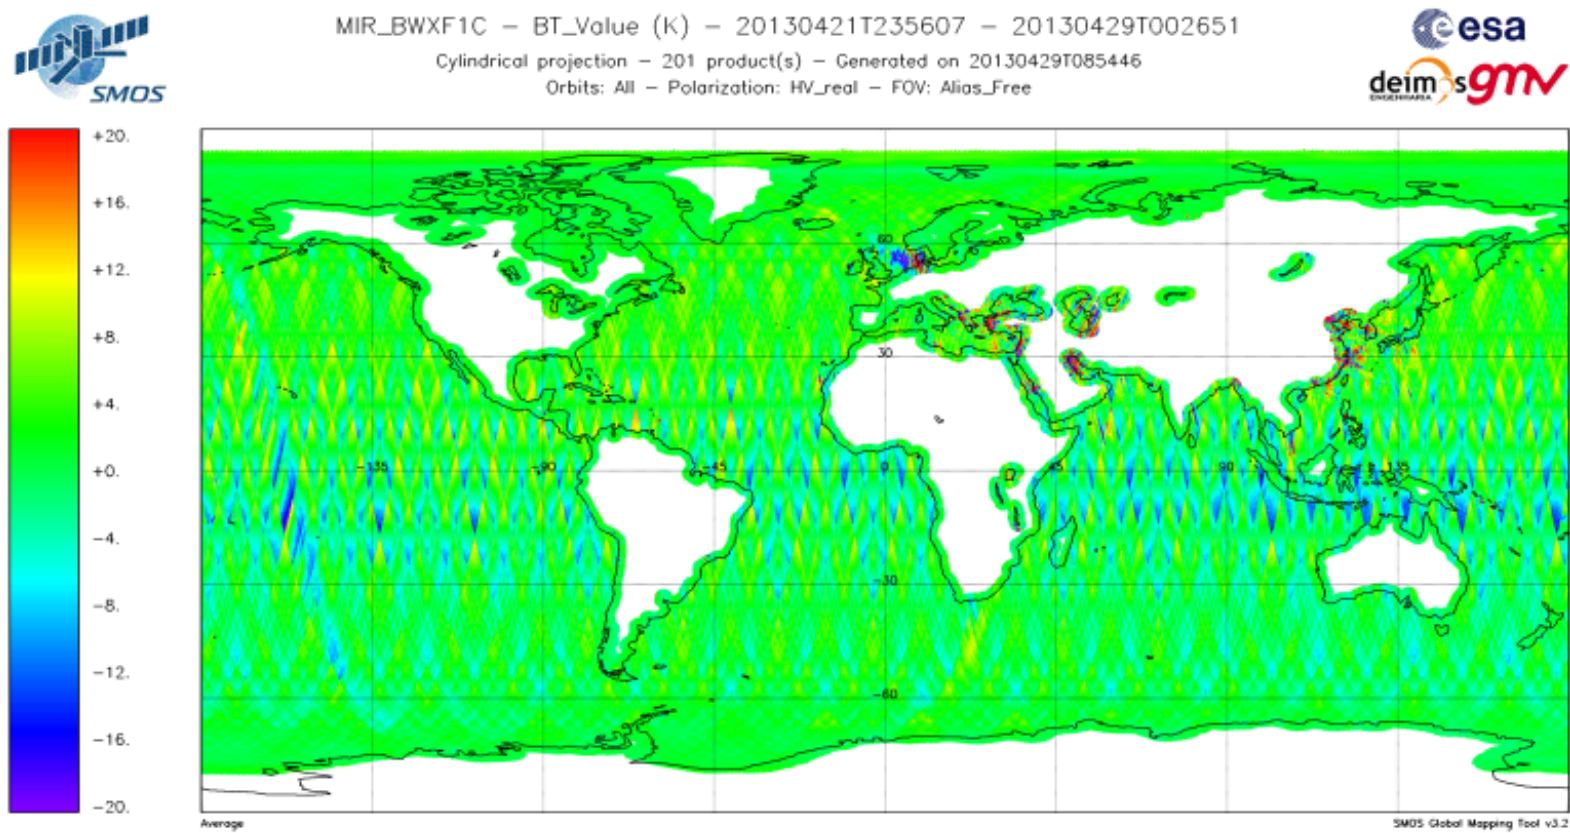 MIR_BWXF1C – BT_Value (K) – 20130421T235607 – 20130429T002651
Cylindrical projection – 201 product(s) – Generated on 20130429T085446
Orbits: All – Polarization: HV_real – FOV: Alias_Free
SMOS
esa
deimos
ENGENHARIA
gmv
+20.
+16.
+12.
+8.
+4.
+0.
-4.
-8.
-12.
-16.
-20.
60
30
-135
-90
-45
0
45
90
135
-30
-60
Average
SMOS Global Mapping Tool v3.2